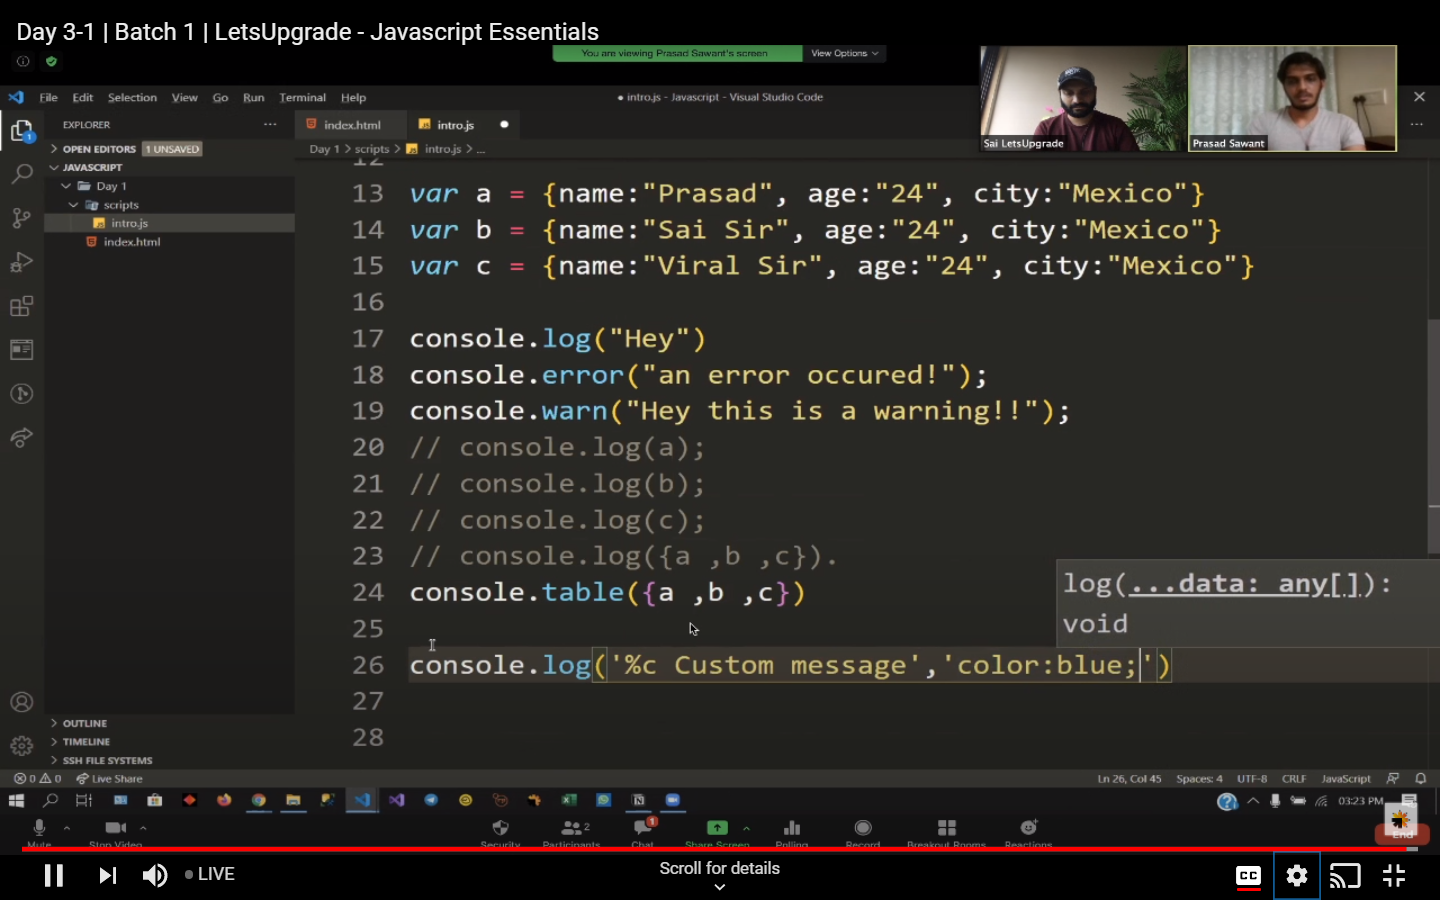 Day 3-1 | Batch 1 | LetsUpgrade - Javascript Essentials
You are viewing Prasad Sawant's screen View Options
File Edit Selection View Go Run Terminal Help
● intro.js - Javascript - Visual Studio Code
Sai LetsUpgrade
Prasad Sawant
EXPLORER
index.html
intro.js
OPEN EDITORS 1 UNSAVED
Day 1 > scripts > intro.js > ...
JAVASCRIPT
Day 1
scripts
intro.js
index.html
12
13 var a = {name:"Prasad", age:"24", city:"Mexico"}
14 var b = {name:"Sai Sir", age:"24", city:"Mexico"}
15 var c = {name:"Viral Sir", age:"24", city:"Mexico"}
16
17 console.log("Hey")
18 console.error("an error occured!");
19 console.warn("Hey this is a warning!!");
20 // console.log(a);
21 // console.log(b);
22 // console.log(c);
23 // console.log({a ,b ,c}).
24 console.table({a ,b ,c})
25
26 console.log('%c Custom message','color:blue;')
27
28
log(...data: any[]):
void
1
OUTLINE
TIMELINE
SSH FILE SYSTEMS
0 0 Live Share
Ln 26, Col 45 Spaces: 4 UTF-8 CRLF JavaScript
03:23 PM
Mute Stop Video Security Participants 2 Chat 1 Share Screen Polling Record Breakout Rooms Reactions End
LIVE
Scroll for details
CC